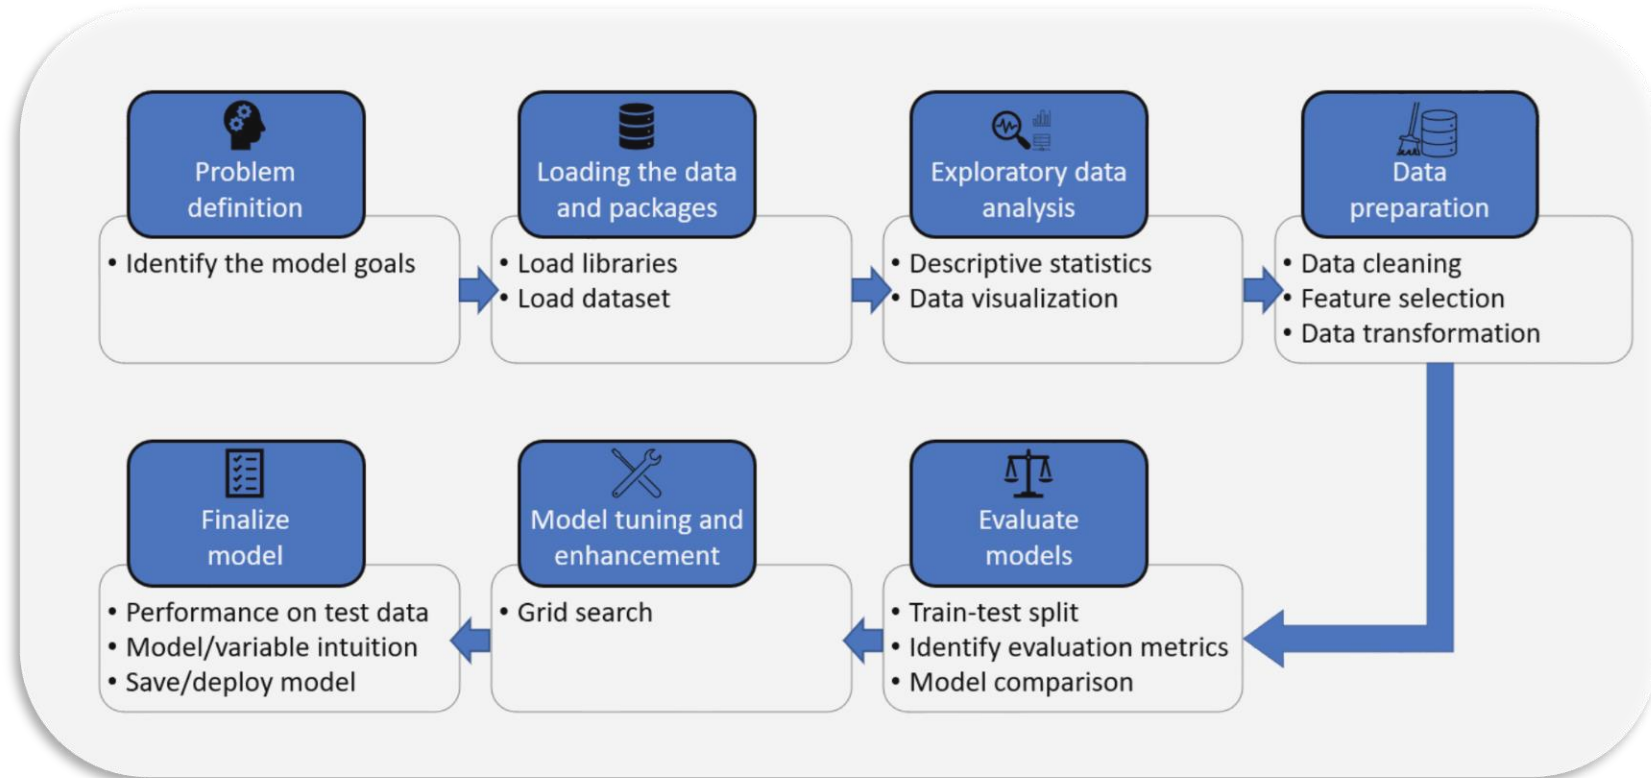 Problem
definition
• Identify the model goals
Loading the data
and packages
• Load libraries
• Load dataset
Exploratory data
analysis
• Descriptive statistics
• Data visualization
Data
preparation
• Data cleaning
• Feature selection
• Data transformation
Evaluate
models
• Train-test split
• Identify evaluation metrics
• Model comparison
Model tuning and
enhancement
• Grid search
Finalize
model
• Performance on test data
• Model/variable intuition
• Save/deploy model